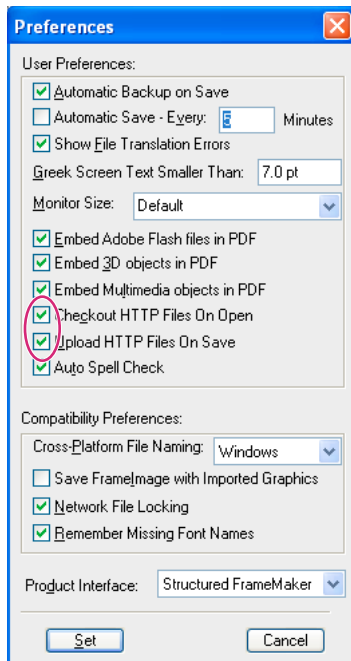 Preferences
User Preferences:
Automatic Backup on Save
Automatic Save - Every: 5 Minutes
Show File Translation Errors
Greek Screen Text Smaller Than: 7.0 pt
Monitor Size: Default
Embed Adobe Flash files in PDF
Embed 3D objects in PDF
Embed Multimedia objects in PDF
Checkout HTTP Files On Open
Upload HTTP Files On Save
Auto Spell Check
Compatibility Preferences:
Cross-Platform File Naming: Windows
Save FrameImage with Imported Graphics
Network File Locking
Remember Missing Font Names
Product Interface: Structured FrameMaker
Set Cancel